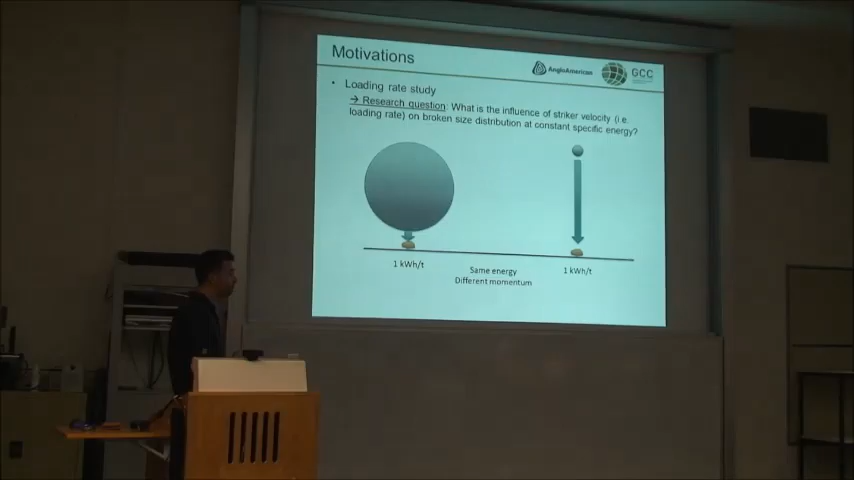 Motivations
AngloAmerican
GCC
• Loading rate study
→ Research question: What is the influence of striker velocity (i.e.
loading rate) on broken size distribution at constant specific energy?
1 kWh/t
Same energy
Different momentum
1 kWh/t